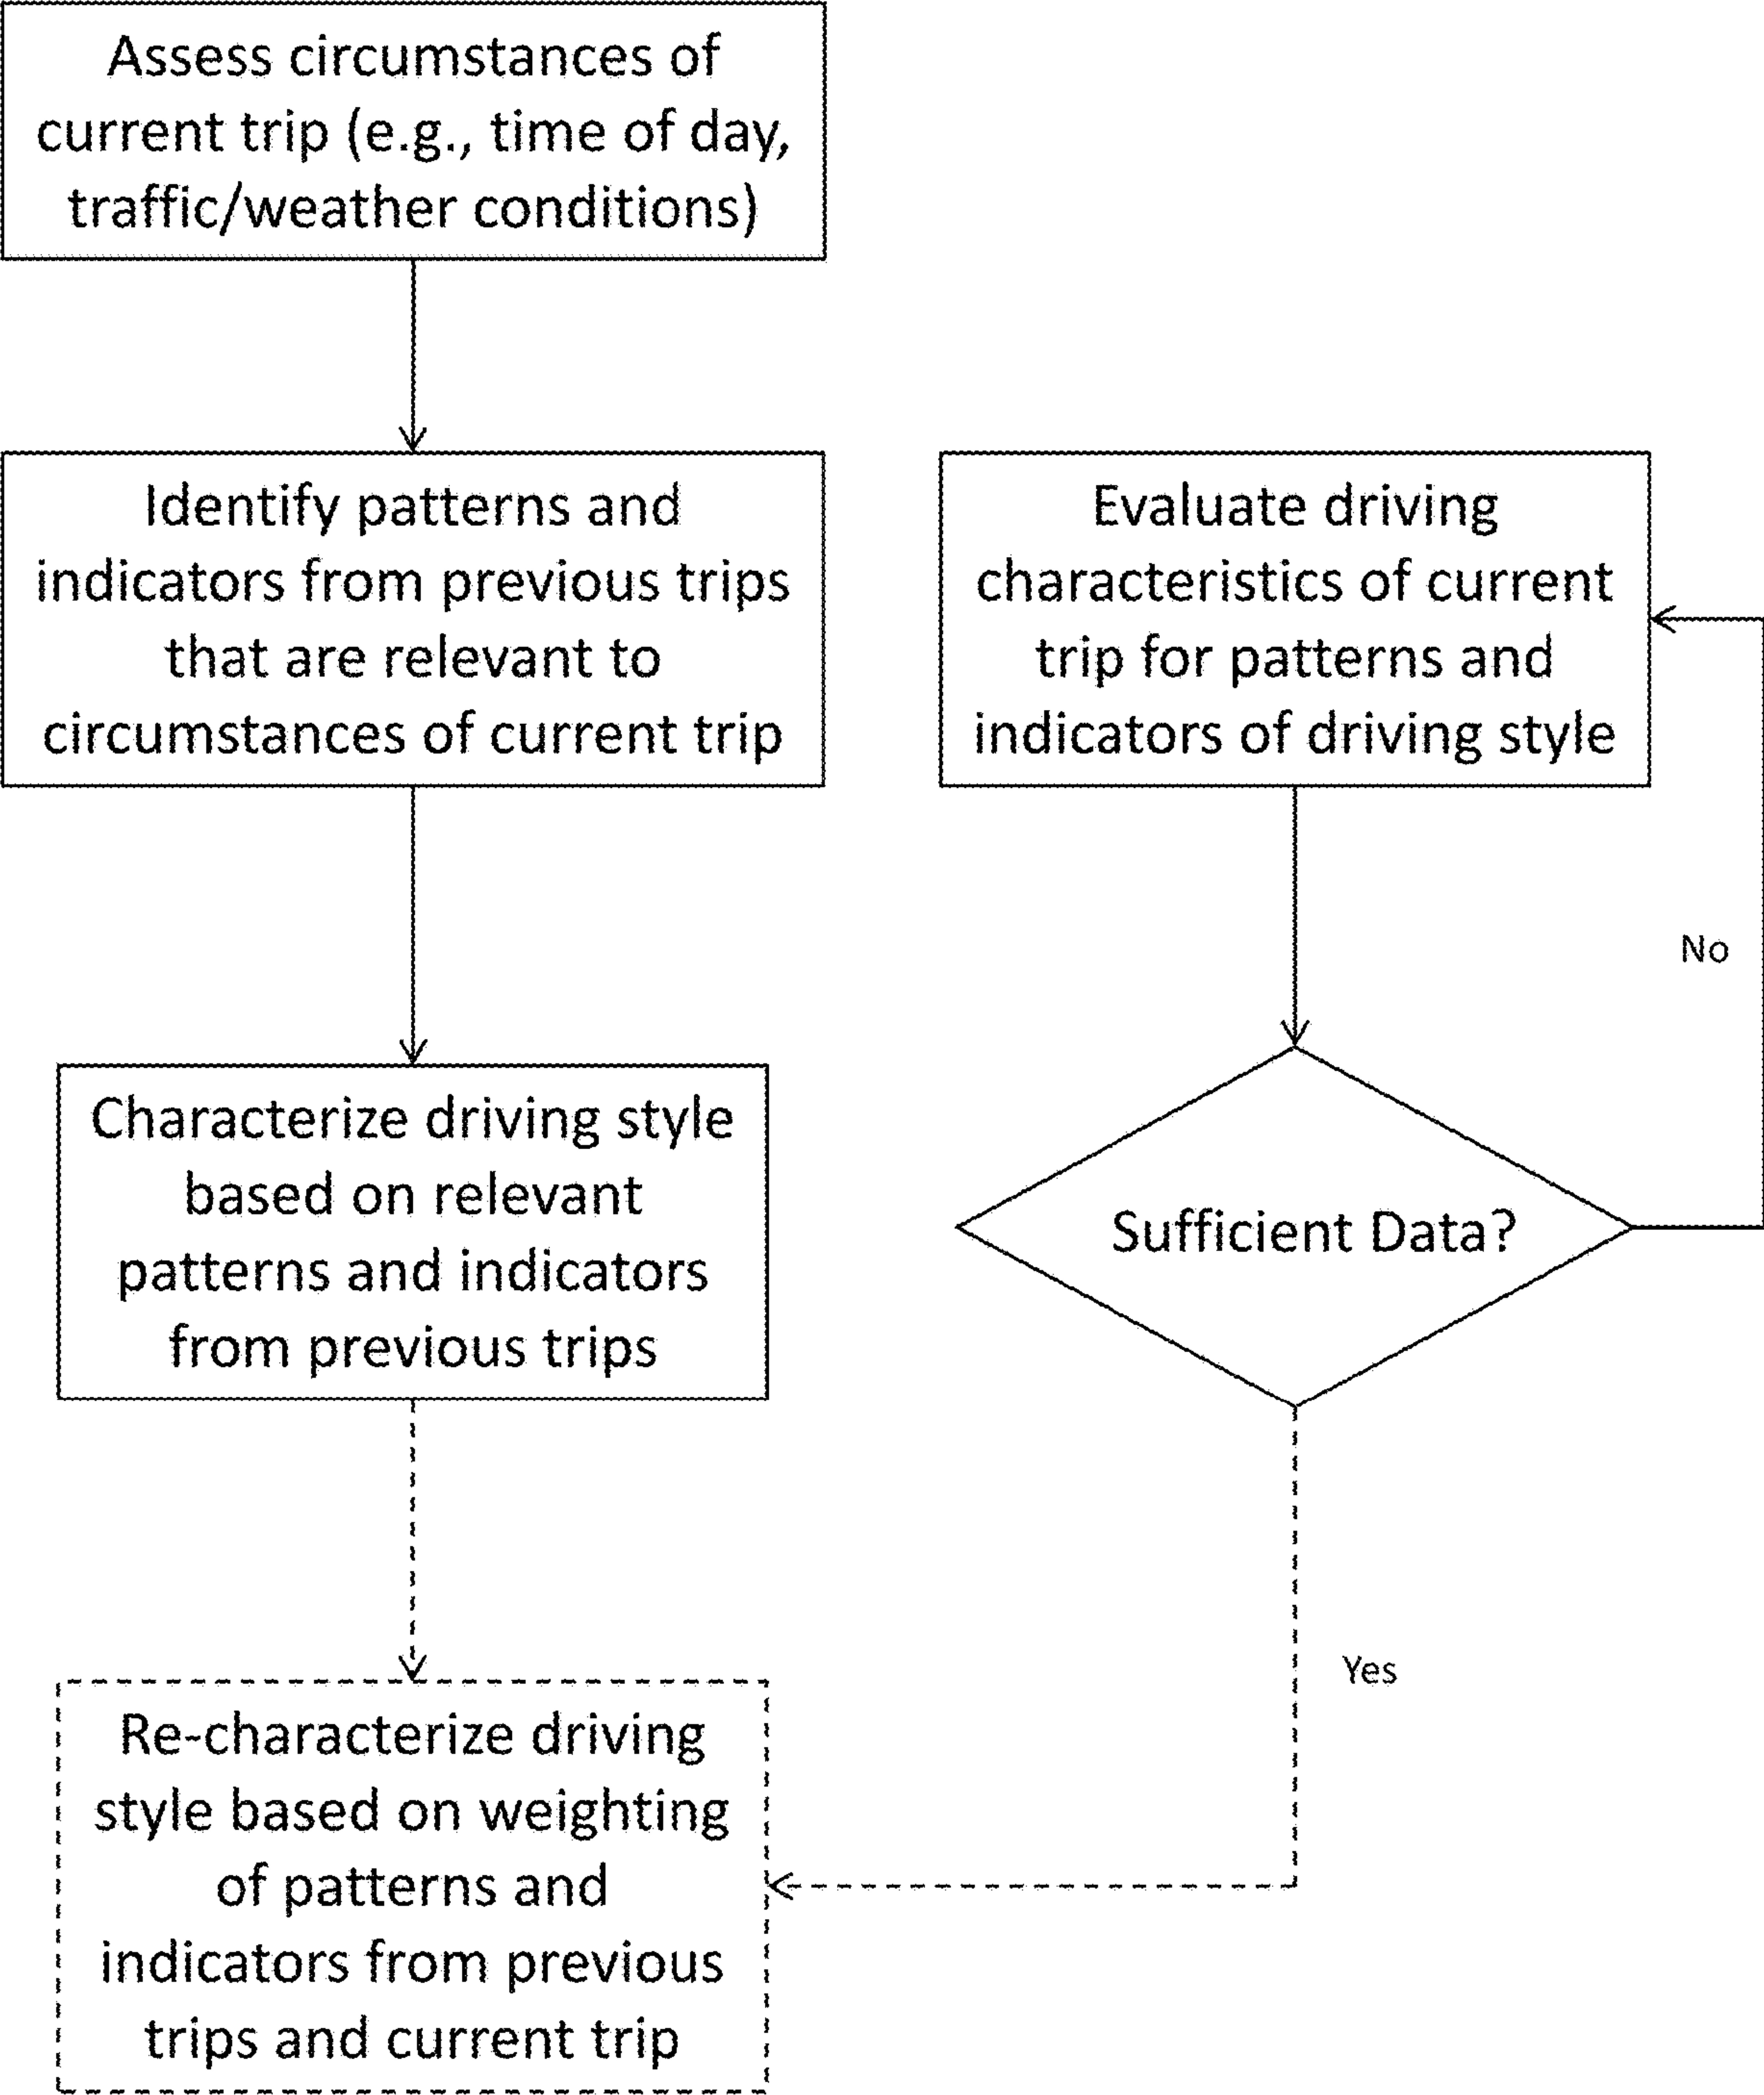 Assess circumstances of
current trip (e.g., time of day,
traffic/weather conditions)
Identify patterns and
indicators from previous trips
that are relevant to
circumstances of current trip
Evaluate driving
characteristics of current
trip for patterns and
indicators of driving style
No
Characterize driving style
based on relevant
patterns and indicators
from previous trips
Sufficient Data?
Yes
Re-characterize driving
style based on weighting
of patterns and
indicators from previous
trips and current trip